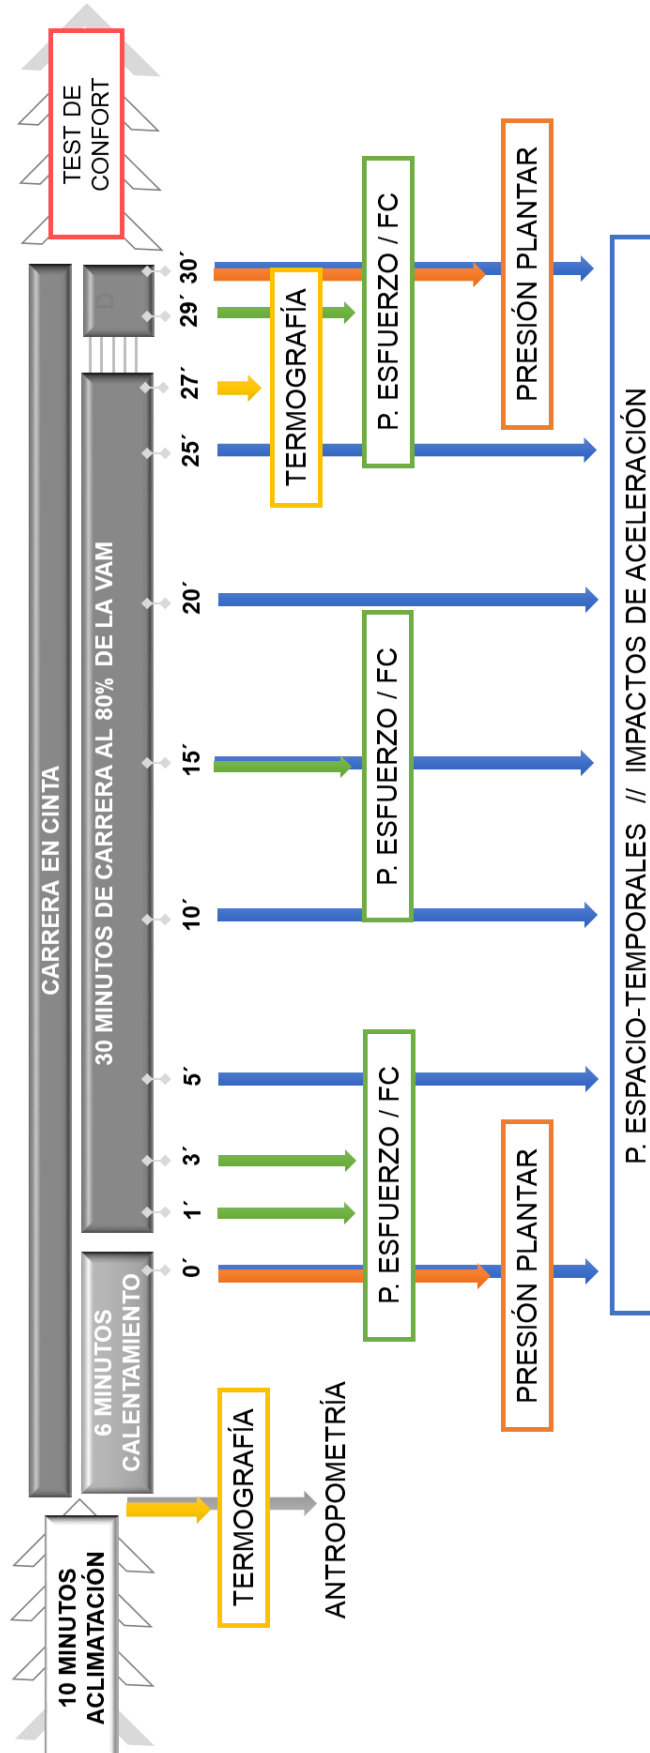 CARRERA EN CINTA
10 MINUTOS
ACLIMATACIÓN
6 MINUTOS
CALENTAMIENTO
30 MINUTOS DE CARRERA AL 80% DE LA VAM
D
TEST DE
CONFORT
0´
1´
3´
5´
10´
15´
20´
25´
27´
29´
30´
TERMOGRAFÍA
TERMOGRAFÍA
ANTROPOMETRÍA
P. ESFUERZO / FC
P. ESFUERZO / FC
P. ESFUERZO / FC
PRESIÓN PLANTAR
PRESIÓN PLANTAR
P. ESPACIO-TEMPORALES // IMPACTOS DE ACELERACIÓN